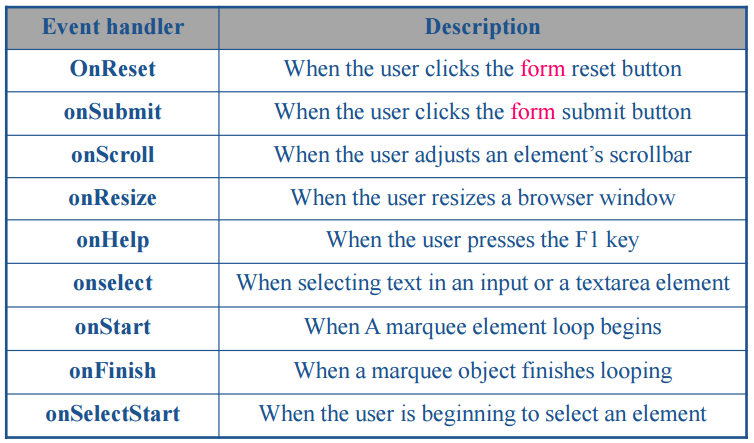 Event handler Description
OnReset When the user clicks the form reset button
onSubmit When the user clicks the form submit button
onScroll When the user adjusts an element’s scrollbar
onResize When the user resizes a browser window
onHelp When the user presses the F1 key
onselect When selecting text in an input or a textarea element
onStart When A marquee element loop begins
onFinish When a marquee object finishes looping
onSelectStart When the user is beginning to select an element